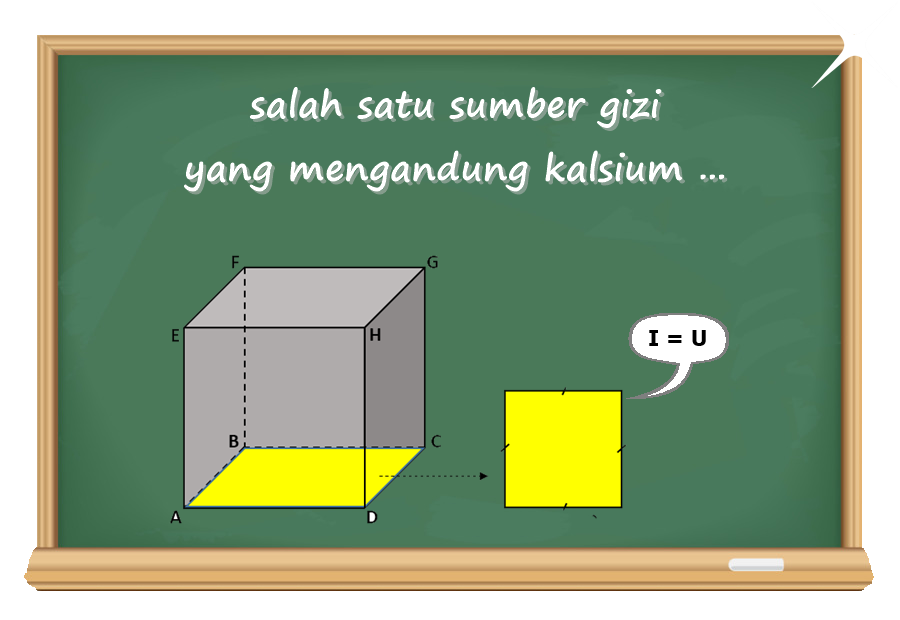 salah satu sumber gizi
yang mengandung kalsium ...
F
G
E
H
I = U
B
C
A
D